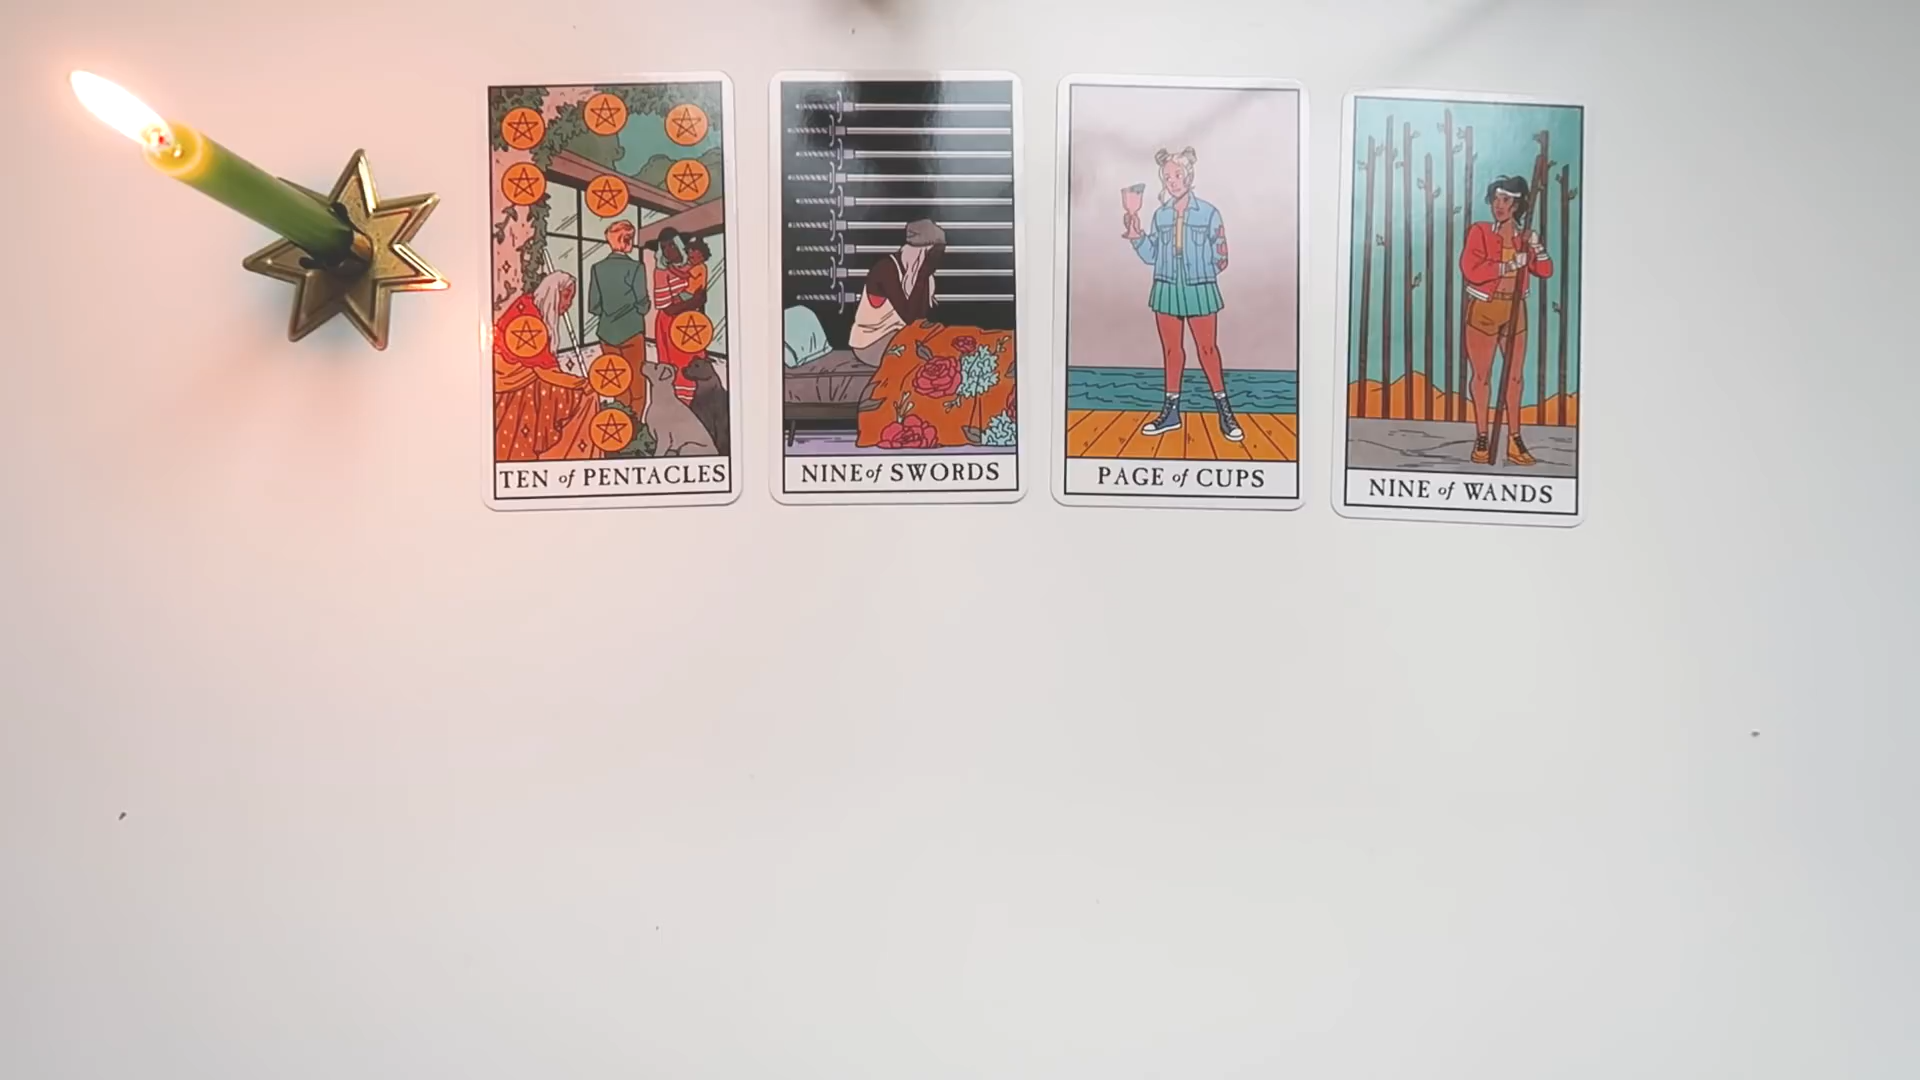 TEN of PENTACLES
NINE of SWORDS
PAGE of CUPS
NINE of WANDS